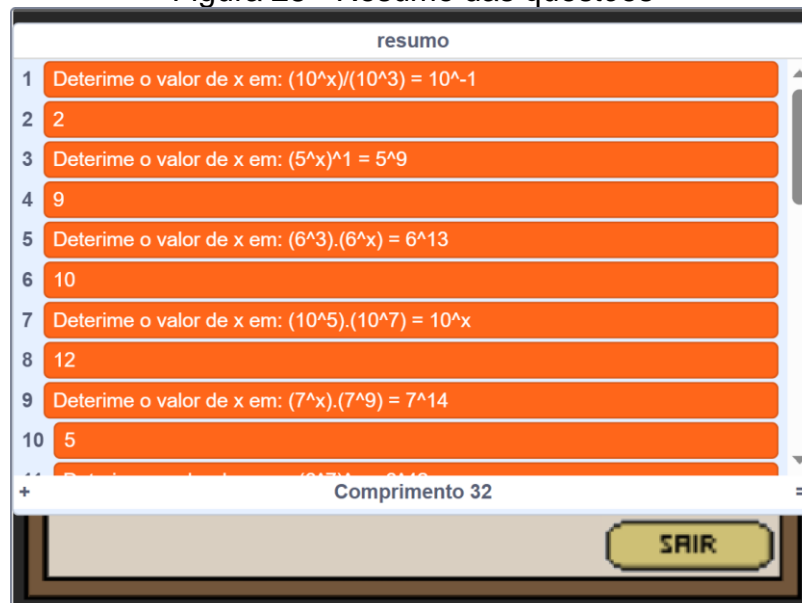 resumo
1 Deterime o valor de x em: (10^x)/(10^3) = 10^-1
2 2
3 Deterime o valor de x em: (5^x)^1 = 5^9
4 9
5 Deterime o valor de x em: (6^3).(6^x) = 6^13
6 10
7 Deterime o valor de x em: (10^5).(10^7) = 10^x
8 12
9 Deterime o valor de x em: (7^x).(7^9) = 7^14
10 5
+ Comprimento 32 =
SAIR